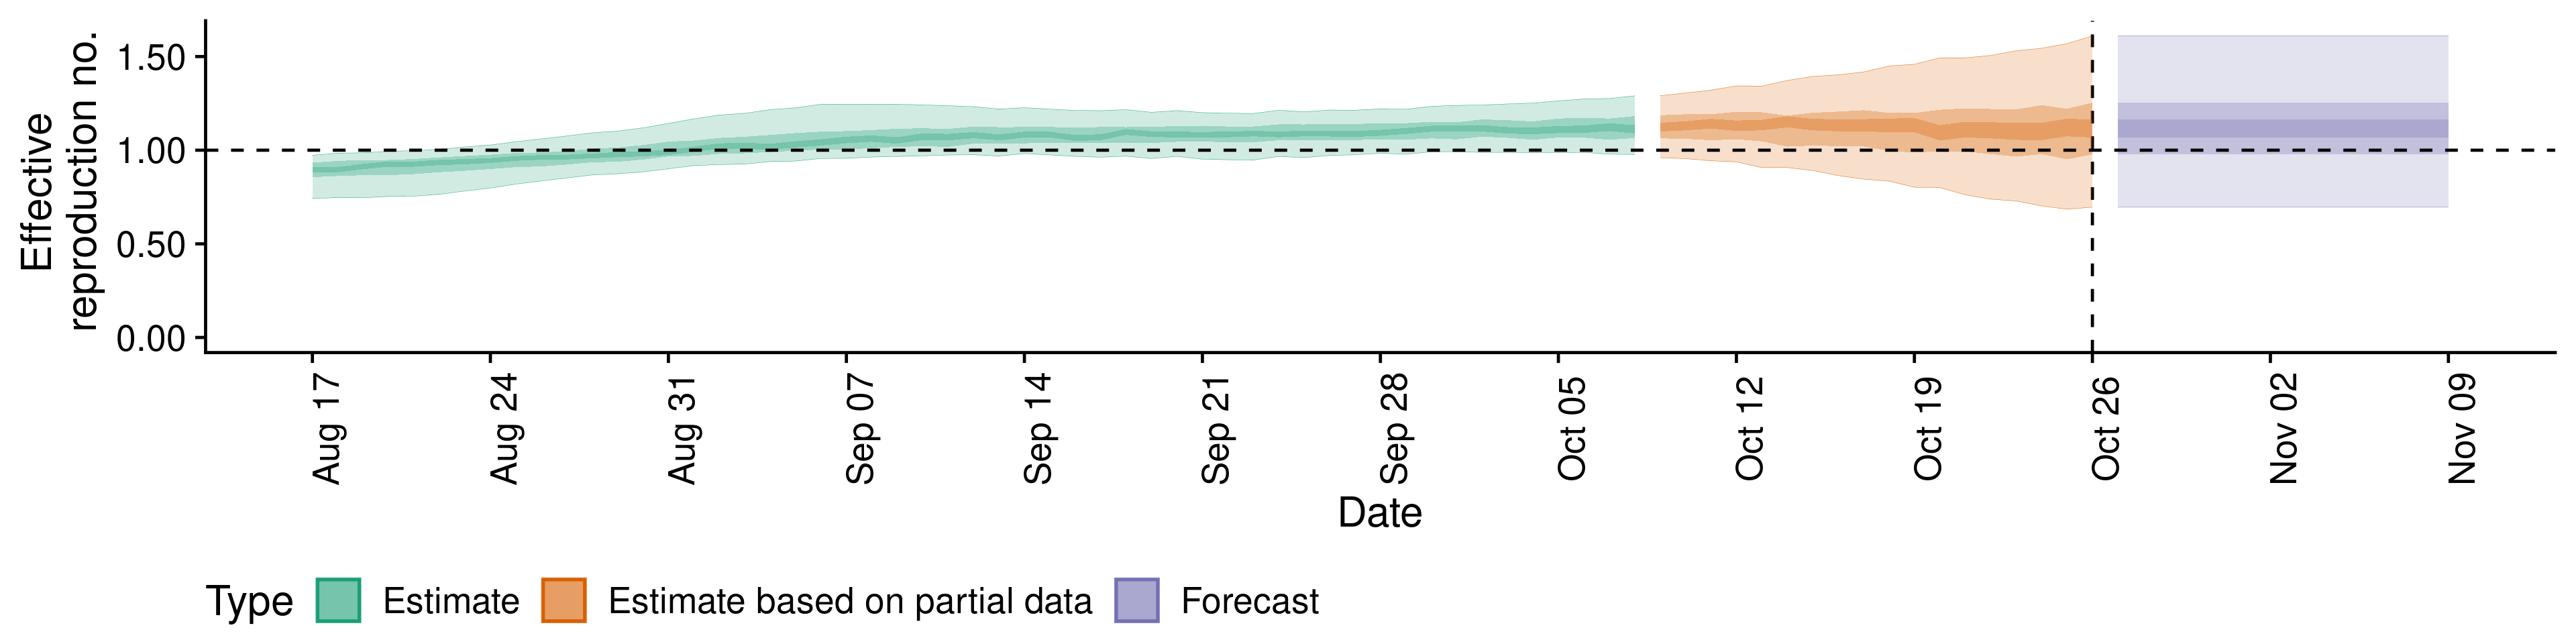 Effective
reproduction no.
1.50
1.00
0.50
0.00
Aug 17
Aug 24
Aug 31
Sep 07
Sep 14
Sep 21
Sep 28
Oct 05
Oct 12
Oct 19
Oct 26
Nov 02
Nov 09
Date
Type Estimate Estimate based on partial data Forecast